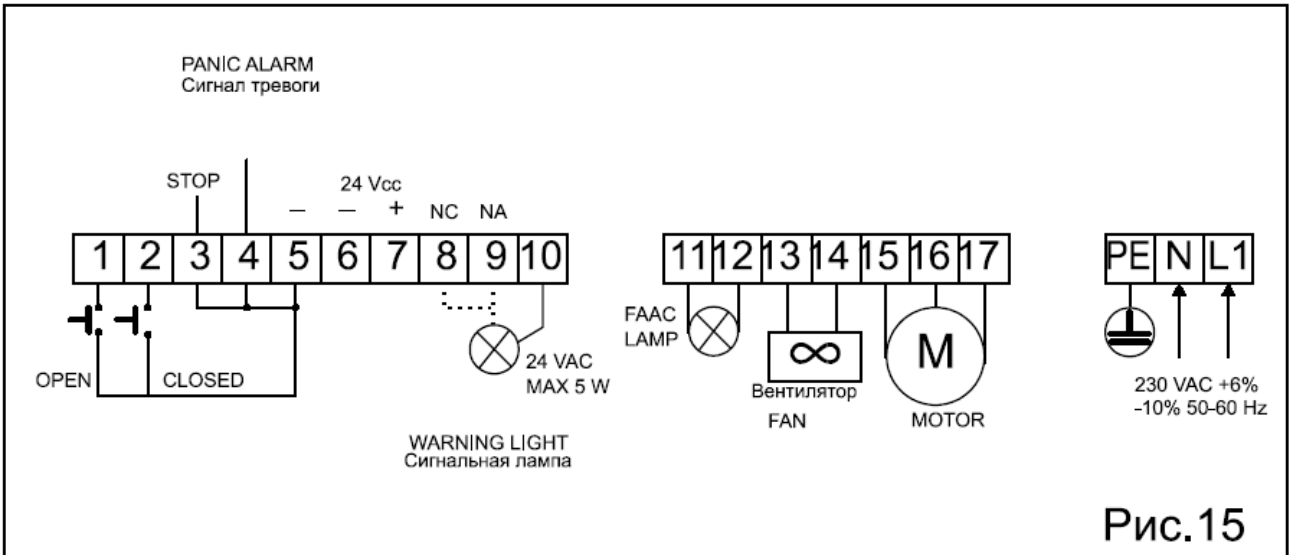 PANIC ALARM
Сигнал тревоги
STOP
24 Vcc
– – + NC NA
1 2 3 4 5 6 7 8 9 10
OPEN
CLOSED
24 VAC
MAX 5 W
WARNING LIGHT
Сигнальная лампа
11 12 13 14 15 16 17
FAAC
LAMP
M
Вентилятор
FAN
MOTOR
PE N L1
230 VAC +6%
-10% 50-60 Hz
Рис.15